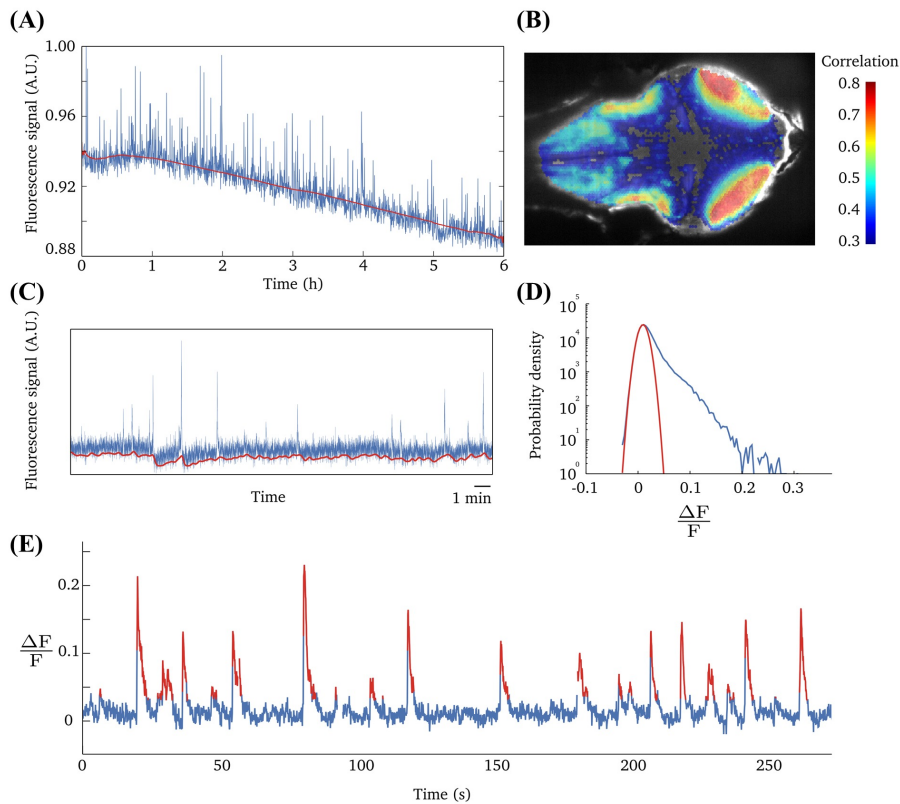 (A)
Fluorescence signal (A.U.)
1.00
0.96
0.92
0.88
0 1 2 3 4 5 6
Time (h)
(B)
Correlation
0.8
0.7
0.6
0.5
0.4
0.3
(C)
Fluorescence signal (A.U.)
Time
1 min
(D)
Probability density
10^5
10^4
10^3
10^2
10^1
10^0
-0.1 0 0.1 0.2 0.3
ΔF
F
(E)
ΔF
F
0.2
0.1
0
0 50 100 150 200 250
Time (s)